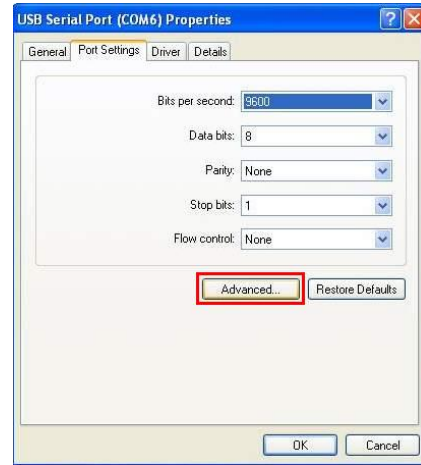 USB Serial Port (COM6) Properties
General Port Settings Driver Details
Bits per second: 9600
Data bits: 8
Parity: None
Stop bits: 1
Flow control: None
Advanced... Restore Defaults
OK Cancel